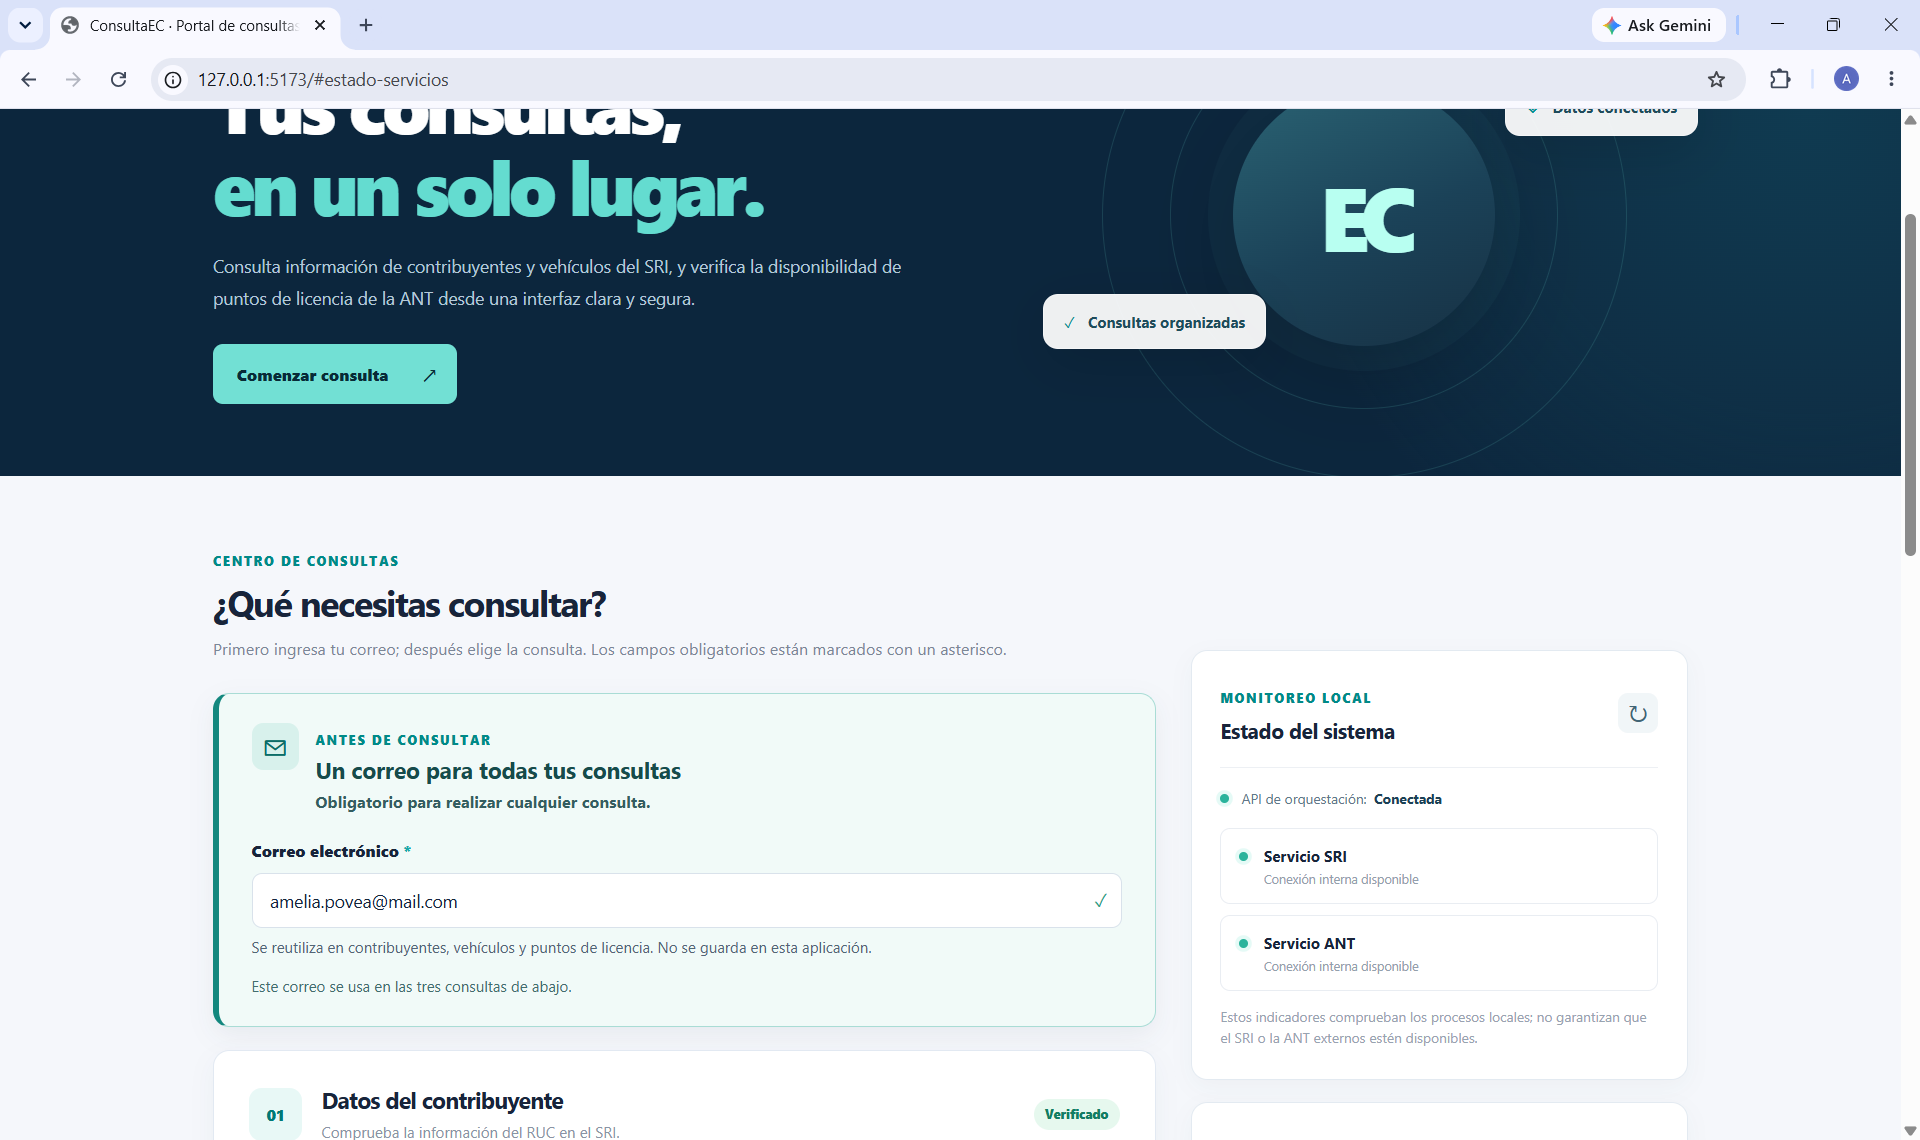 ConsultaEC · Portal de consultas
Ask Gemini
127.0.0.1:5173/#estado-servicios
A
Tus consultas,
en un solo lugar.
Consulta información de contribuyentes y vehículos del SRI, y verifica la disponibilidad de
puntos de licencia de la ANT desde una interfaz clara y segura.
Comenzar consulta ↗
✓ Datos conectados
EC
✓ Consultas organizadas
CENTRO DE CONSULTAS
¿Qué necesitas consultar?
Primero ingresa tu correo; después elige la consulta. Los campos obligatorios están marcados con un asterisco.
ANTES DE CONSULTAR
Un correo para todas tus consultas
Obligatorio para realizar cualquier consulta.
Correo electrónico *
amelia.povea@mail.com ✓
Se reutiliza en contribuyentes, vehículos y puntos de licencia. No se guarda en esta aplicación.
Este correo se usa en las tres consultas de abajo.
01
Datos del contribuyente
Comprueba la información del RUC en el SRI.
Verificado
MONITOREO LOCAL
Estado del sistema
↻
API de orquestación: Conectada
Servicio SRI
Conexión interna disponible
Servicio ANT
Conexión interna disponible
Estos indicadores comprueban los procesos locales; no garantizan que
el SRI o la ANT externos estén disponibles.